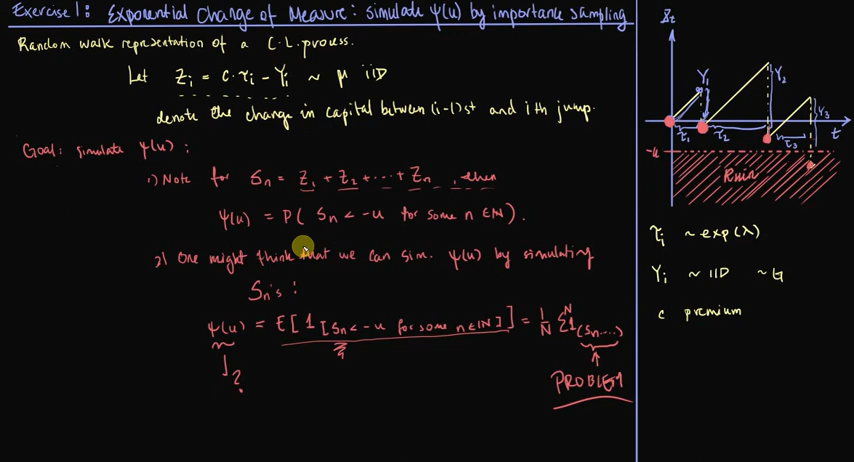 Exercise 1: Exponential Change of Measure: simulate ψ(u) by importance sampling
Random walk representation of a C.L. process.
Let Zi = c·τi - Yi ~ μ iiD
denote the change in capital between (i-1)st and ith jump.
Goal: simulate ψ(u):
1) Note for Sn = Z1 + Z2 + ... + Zn, then
ψ(u) = P( Sn < -u for some n ∈ IN ).
2) One might think that we can sim. ψ(u) by simulating
Sn's:
ψ(u) = E[ 1 [Sn < -u for some n ∈ IN] ] = 1/N Σ^N 1(Sn...)
?
PROBLEM
Y1
Y2
Y3
τ1
τ2
τ3
t
-u
Ruin
τi ~ exp(λ)
Yi ~ IID ~ G
c premium